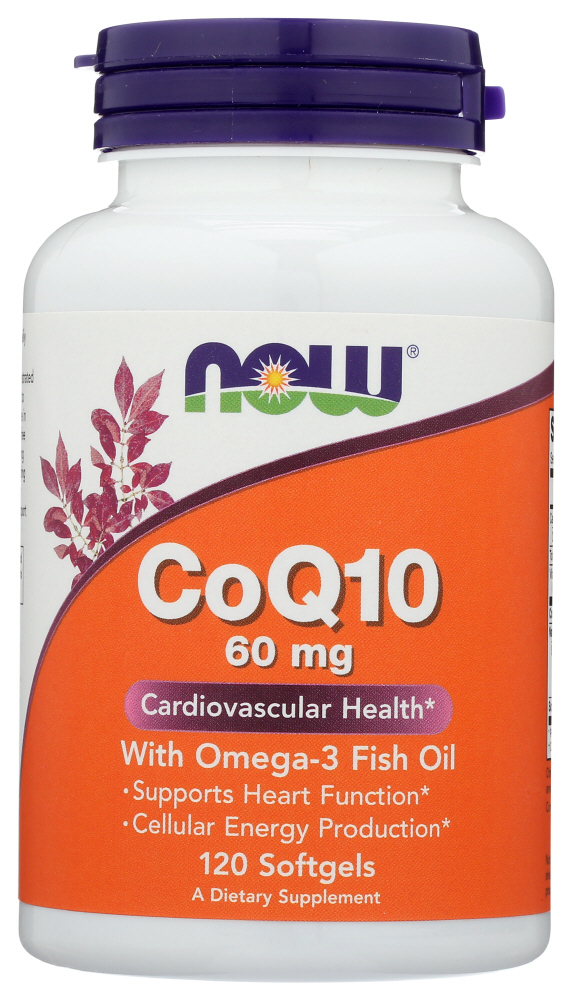 now®
CoQ10
60 mg
Cardiovascular Health*
With Omega-3 Fish Oil
•Supports Heart Function*
•Cellular Energy Production*
120 Softgels
A Dietary Supplement